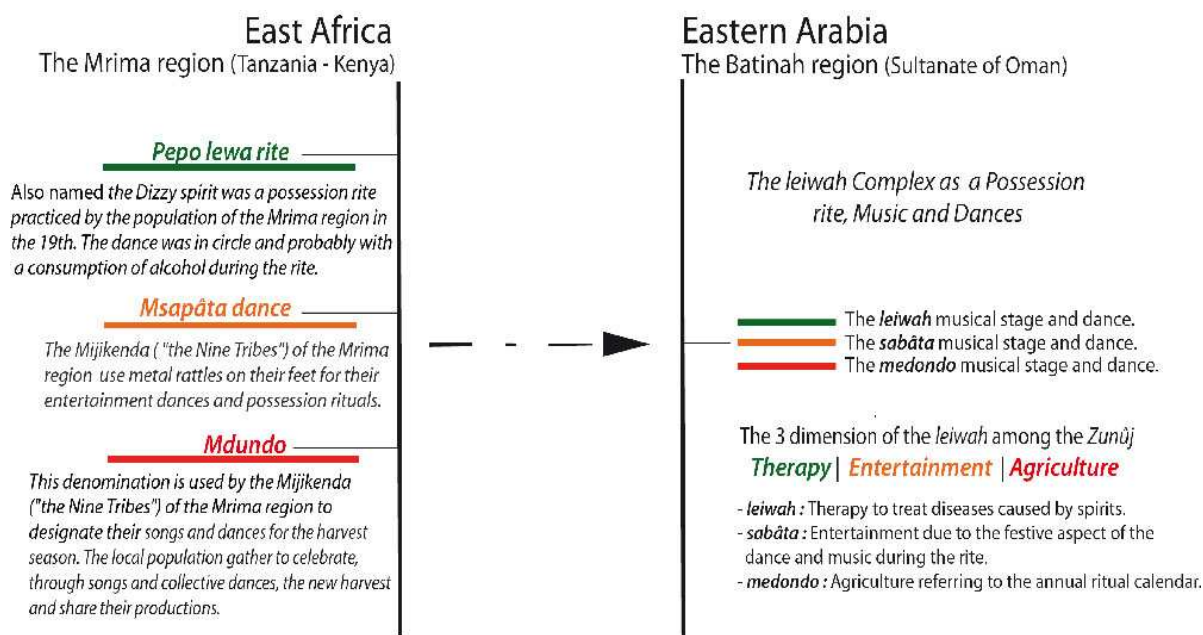 East Africa
The Mrima region (Tanzania - Kenya)
Pepo lewa rite
Also named the Dizzy spirit was a possession rite
practiced by the population of the Mrima region in
the 19th. The dance was in circle and probably with
a consumption of alcohol during the rite.
Msapâta dance
The Mijikenda ( "the Nine Tribes") of the Mrima
region use metal rattles on their feet for their
entertainment dances and possession rituals.
Mdundo
This denomination is used by the Mijikenda
("the Nine Tribes") of the Mrima region to
designate their songs and dances for the harvest
season. The local population gather to celebrate,
through songs and collective dances, the new harvest
and share their productions.
Eastern Arabia
The Batinah region (Sultanate of Oman)
The leiwah Complex as a Possession
rite, Music and Dances
The leiwah musical stage and dance.
The sabâta musical stage and dance.
The medondo musical stage and dance.
The 3 dimension of the leiwah among the Zunûj
Therapy | Entertainment | Agriculture
- leiwah : Therapy to treat diseases caused by spirits.
- sabâta : Entertainment due to the festive aspect of the
dance and music during the rite.
- medondo : Agriculture referring to the annual ritual calendar.